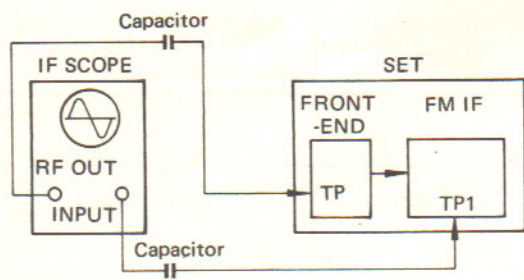 Capacitor
IF SCOPE
RF OUT
INPUT
Capacitor
SET
FRONT
-END
FM IF
TP
TP1